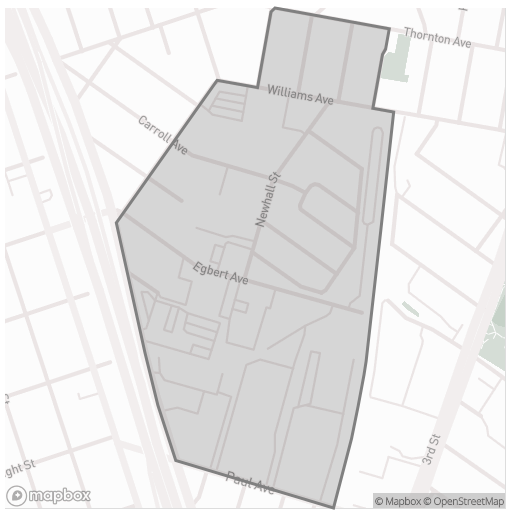 Thornton Ave
Williams Ave
Carroll Ave
Newhall St
Egbert Ave
3rd St
ght St
Paul Ave
mapbox
© Mapbox © OpenStreetMap